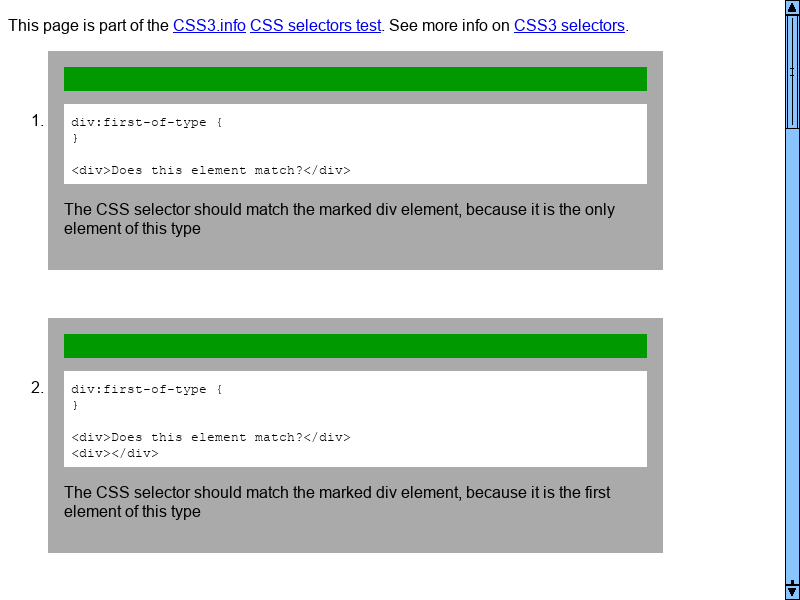 This page is part of the CSS3.info CSS selectors test. See more info on CSS3 selectors.
1.
div:first-of-type {
}
<div>Does this element match?</div>
The CSS selector should match the marked div element, because it is the only
element of this type
2.
div:first-of-type {
}
<div>Does this element match?</div>
<div></div>
The CSS selector should match the marked div element, because it is the first
element of this type